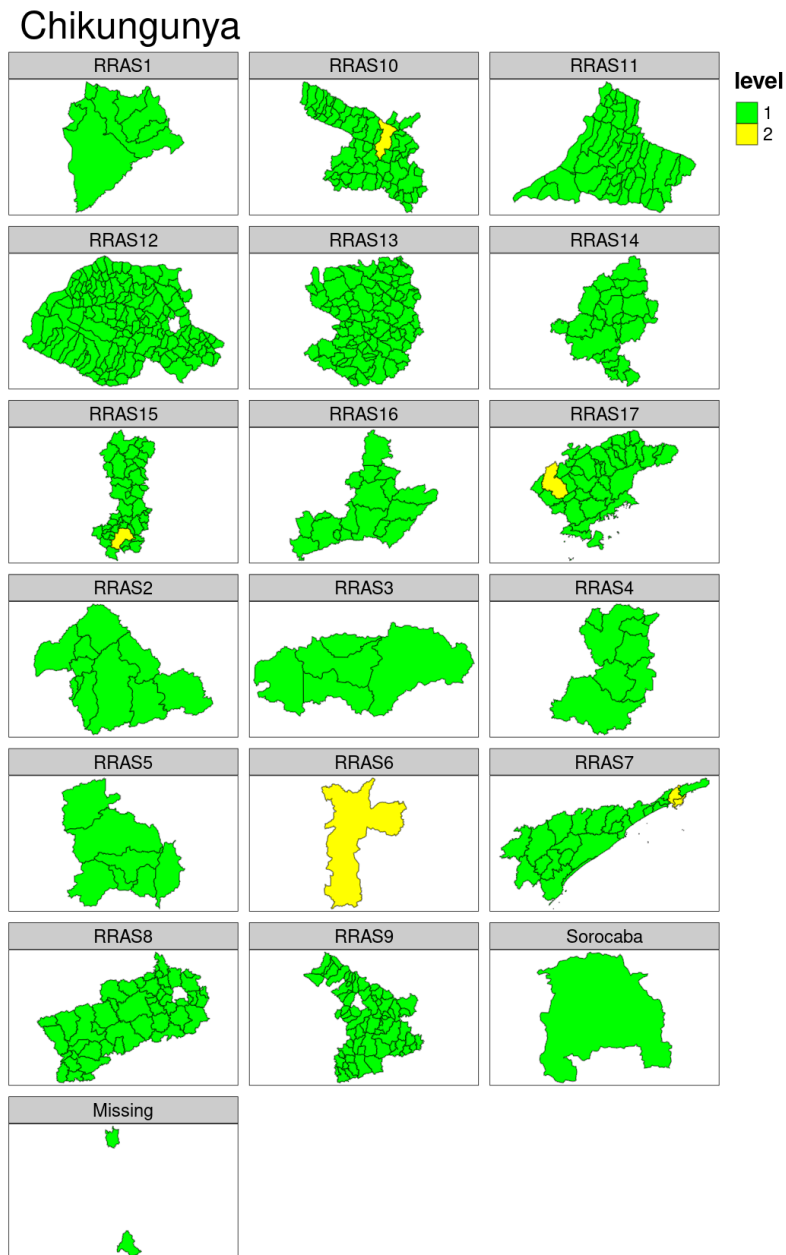 Chikungunya
RRAS1
RRAS10
RRAS11
level
1
2
RRAS12
RRAS13
RRAS14
RRAS15
RRAS16
RRAS17
RRAS2
RRAS3
RRAS4
RRAS5
RRAS6
RRAS7
RRAS8
RRAS9
Sorocaba
Missing